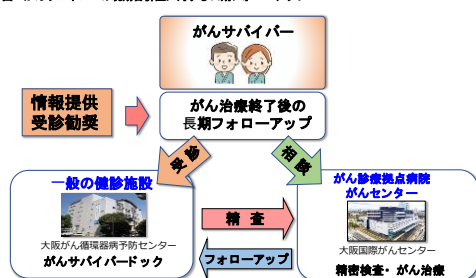 がんサバイバー
情報提供
受診勧奨
がん治療終了後の
長期フォローアップ
受診
相談
一般の健診施設
大阪がん循環器病予防センター
がんサバイバードック
精 査
フォローアップ
がん診療拠点病院
がんセンター
大阪国際がんセンター
精密検査・がん治療